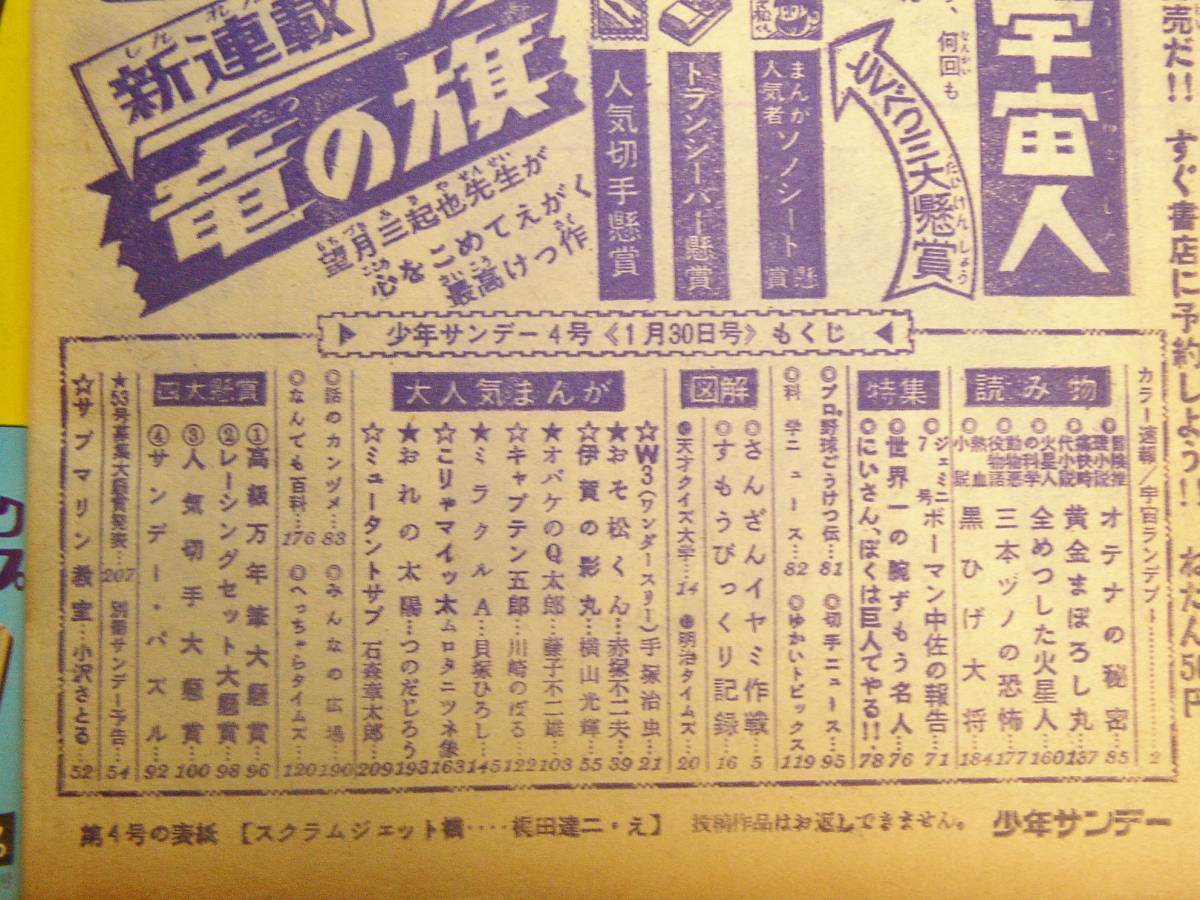 売だ!! すぐ書店に予約しよう!! ねだん50円
宇宙人
何回も
三大懸賞
まんが人気者ソノシート懸賞
トランシーバー懸賞
人気切手懸賞
新連載
竜の旗
望月三起也先生が
心をこめてえがく
最高けっ作
少年サンデー4号《1月30日号》もくじ
カラー速報/宇宙ランデブー……2
読み物
◎冒険推理小説 オテナの秘密…85
◎痛快時代小説 黄金まぼろし丸…137
◎火星人の科学 全めつした火星人…160
◎動物悪役物語 三本ヅノの恐怖…177
◎熱血小説 黒ひげ大将…184
特集
◎ジェミニ7号ボーマン中佐の報告…71
◎世界一の腕ずもう名人…76
◎にいさん、ぼくは巨人でやる!!…78
◎プロ野球ごうけつ伝…81 ◎切手ニュース…95
◎科学ニュース…82 ◎ゆかいトピックス119
図解
◎さんざんイヤミ作戦…5
◎すもうびっくり記録…16
◎天才クイズ大学…14 ◎明治タイムズ…20
大人気まんが
☆W3(ワンダースリー)手塚治虫…21
★おそ松くん…赤塚不二夫…39
☆伊賀の影丸…横山光輝…55
★オバケのQ太郎…藤子不二雄…103
☆キャプテン五郎…川崎のぼる…122
★ミラクルA…貝塚ひろし…145
☆こりゃマイッ太ムロタニツネ象163
★おれの太陽…つのだじろう193
☆ミュータントサブ 石森章太郎…209
◎話のカンヅメ…83 ◎みんなの広場…190
◎なんでも百科…176 ◎へっちゃらタイムズ…120
四大懸賞
①高級万年筆大懸賞…96
②レーシングセット大懸賞…98
③人気切手大懸賞…100
④サンデー・パズル…92
★53号募集大懸賞発表…207 別冊サンデー予告…54
☆サブマリン教室…小沢さとる…52
第4号の表紙【スクラムジェット機‥‥梶田達二・え】 投稿作品はお返しできません。 少年サンデー